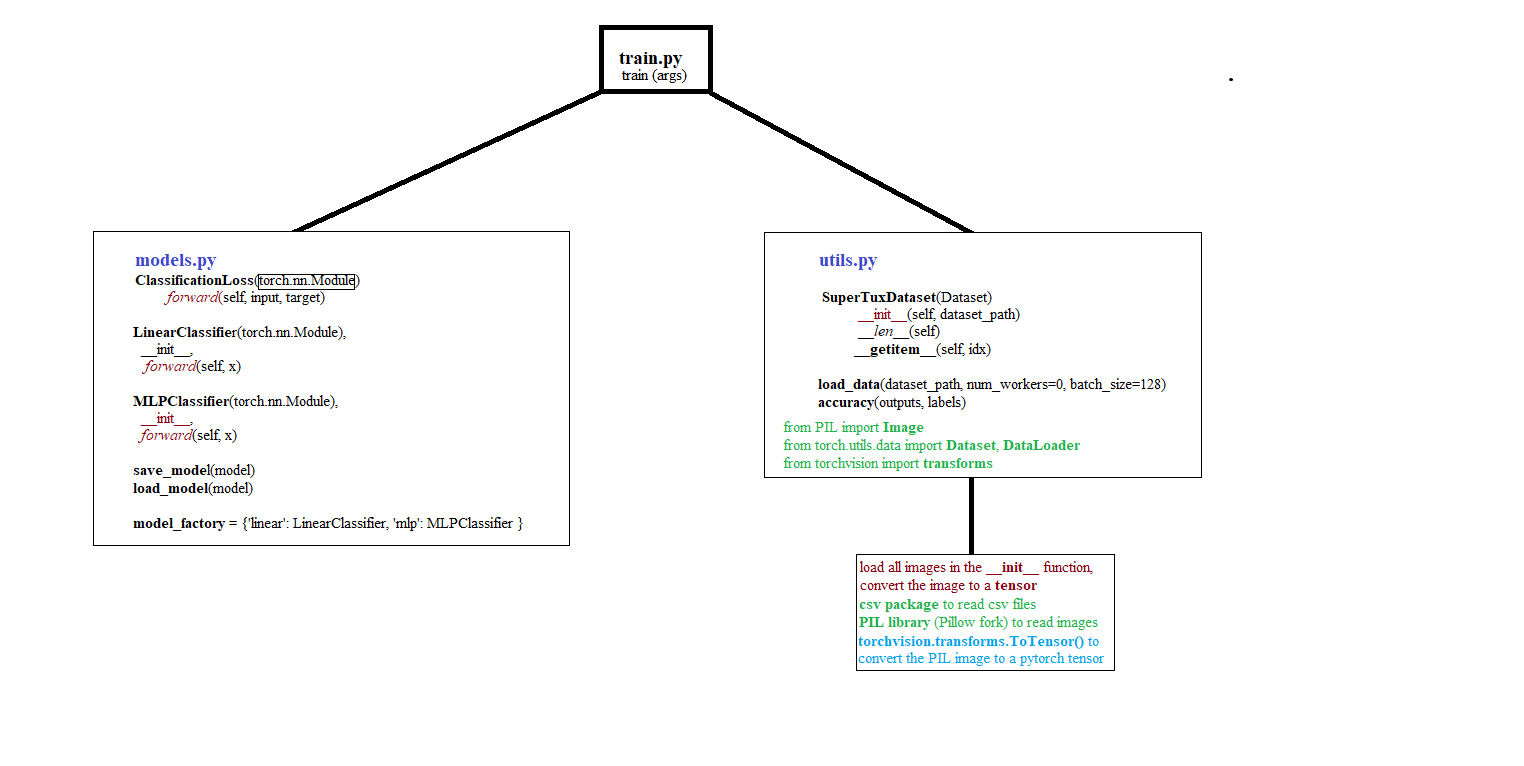 train.py
train (args)
models.py
ClassificationLoss(torch.nn.Module)
forward(self, input, target)
LinearClassifier(torch.nn.Module),
__init__,
forward(self, x)
MLPClassifier(torch.nn.Module),
__init__,
forward(self, x)
save_model(model)
load_model(model)
model_factory = {'linear': LinearClassifier, 'mlp': MLPClassifier }
utils.py
SuperTuxDataset(Dataset)
__init__(self, dataset_path)
__len__(self)
__getitem__(self, idx)
load_data(dataset_path, num_workers=0, batch_size=128)
accuracy(outputs, labels)
from PIL import Image
from torch.utils.data import Dataset, DataLoader
from torchvision import transforms
load all images in the __init__ function,
convert the image to a tensor
csv package to read csv files
PIL library (Pillow fork) to read images
torchvision.transforms.ToTensor() to
convert the PIL image to a pytorch tensor